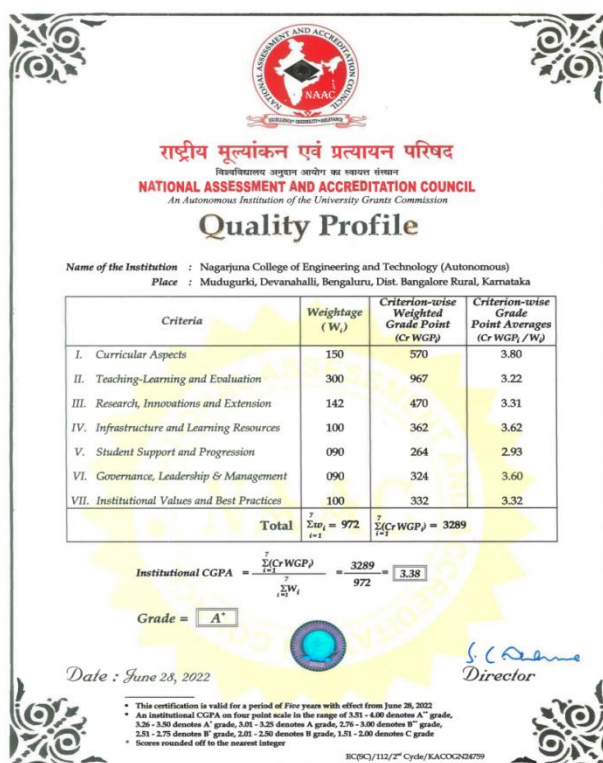 NATIONAL ASSESSMENT AND ACCREDITATION COUNCIL
NAAC
EXCELLENCE • CREDIBILITY • RELEVANCE
राष्ट्रीय मूल्यांकन एवं प्रत्यायन परिषद
विश्वविद्यालय अनुदान आयोग का स्वायत्त संस्थान
NATIONAL ASSESSMENT AND ACCREDITATION COUNCIL
An Autonomous Institution of the University Grants Commission
Quality Profile
Name of the Institution : Nagarjuna College of Engineering and Technology (Autonomous)
Place : Mudugurki, Devanahalli, Bengaluru, Dist. Bangalore Rural, Karnataka
Criteria Weightage (Wᵢ) Criterion-wise Weighted Grade Point (Cr WGPᵢ) Criterion-wise Grade Point Averages (Cr WGPᵢ / Wᵢ)
I. Curricular Aspects 150 570 3.80
II. Teaching-Learning and Evaluation 300 967 3.22
III. Research, Innovations and Extension 142 470 3.31
IV. Infrastructure and Learning Resources 100 362 3.62
V. Student Support and Progression 090 264 2.93
VI. Governance, Leadership & Management 090 324 3.60
VII. Institutional Values and Best Practices 100 332 3.32
Total 7 Σwᵢ = 972 i=1 7 Σ(Cr WGPᵢ) = 3289 i=1
Institutional CGPA = 7 Σ(Cr WGPᵢ) i=1 / 7 ΣWᵢ i=1 = 3289 / 972 = 3.38
Grade = A⁺
Date : June 28, 2022
Director
• This certification is valid for a period of Five years with effect from June 28, 2022
• An institutional CGPA on four point scale in the range of 3.51 - 4.00 denotes A⁺⁺ grade,
3.26 - 3.50 denotes A⁺ grade, 3.01 - 3.25 denotes A grade, 2.76 - 3.00 denotes B⁺⁺ grade,
2.51 - 2.75 denotes B⁺ grade, 2.01 - 2.50 denotes B grade, 1.51 - 2.00 denotes C grade
• Scores rounded off to the nearest integer
EC(SC)/112/2ⁿᵈ Cycle/KACOGN24759